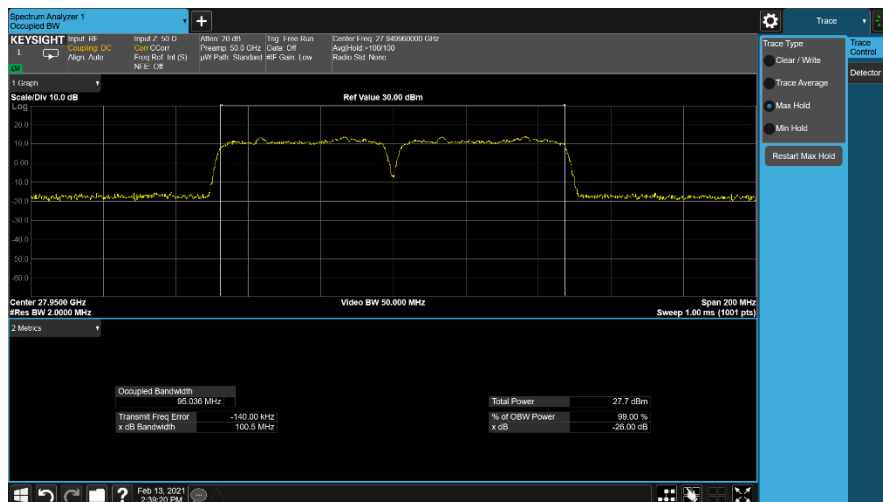 Spectrum Analyzer 1
Occupied BW
+
Trace
KEYSIGHT
L
Input: RF
Coupling: DC
Align: Auto
Input Z: 50 Ω
Corr CCorr
Freq Ref: Int (S)
NFE: Off
Atten: 20 dB
Preamp: 50.0 GHz
µW Path: Standard
Trig: Free Run
Gate: Off
#IF Gain: Low
Center Freq: 27.949960000 GHz
Avg|Hold:>100/100
Radio Std: None
Trace Type
Clear / Write
Trace Average
Max Hold
Min Hold
Restart Max Hold
Trace
Control
Detector
1 Graph
Scale/Div 10.0 dB
Ref Value 30.00 dBm
Log
20.0
10.0
0.00
-10.0
-20.0
-30.0
-40.0
-50.0
-60.0
Center 27.9500 GHz
#Res BW 2.0000 MHz
Video BW 50.000 MHz
Span 200 MHz
Sweep 1.00 ms (1001 pts)
2 Metrics
Occupied Bandwidth
95.036 MHz
Transmit Freq Error -140.00 kHz
x dB Bandwidth 100.5 MHz
Total Power 27.7 dBm
% of OBW Power 99.00 %
x dB -26.00 dB
?
Feb 13, 2021
2:39:20 PM